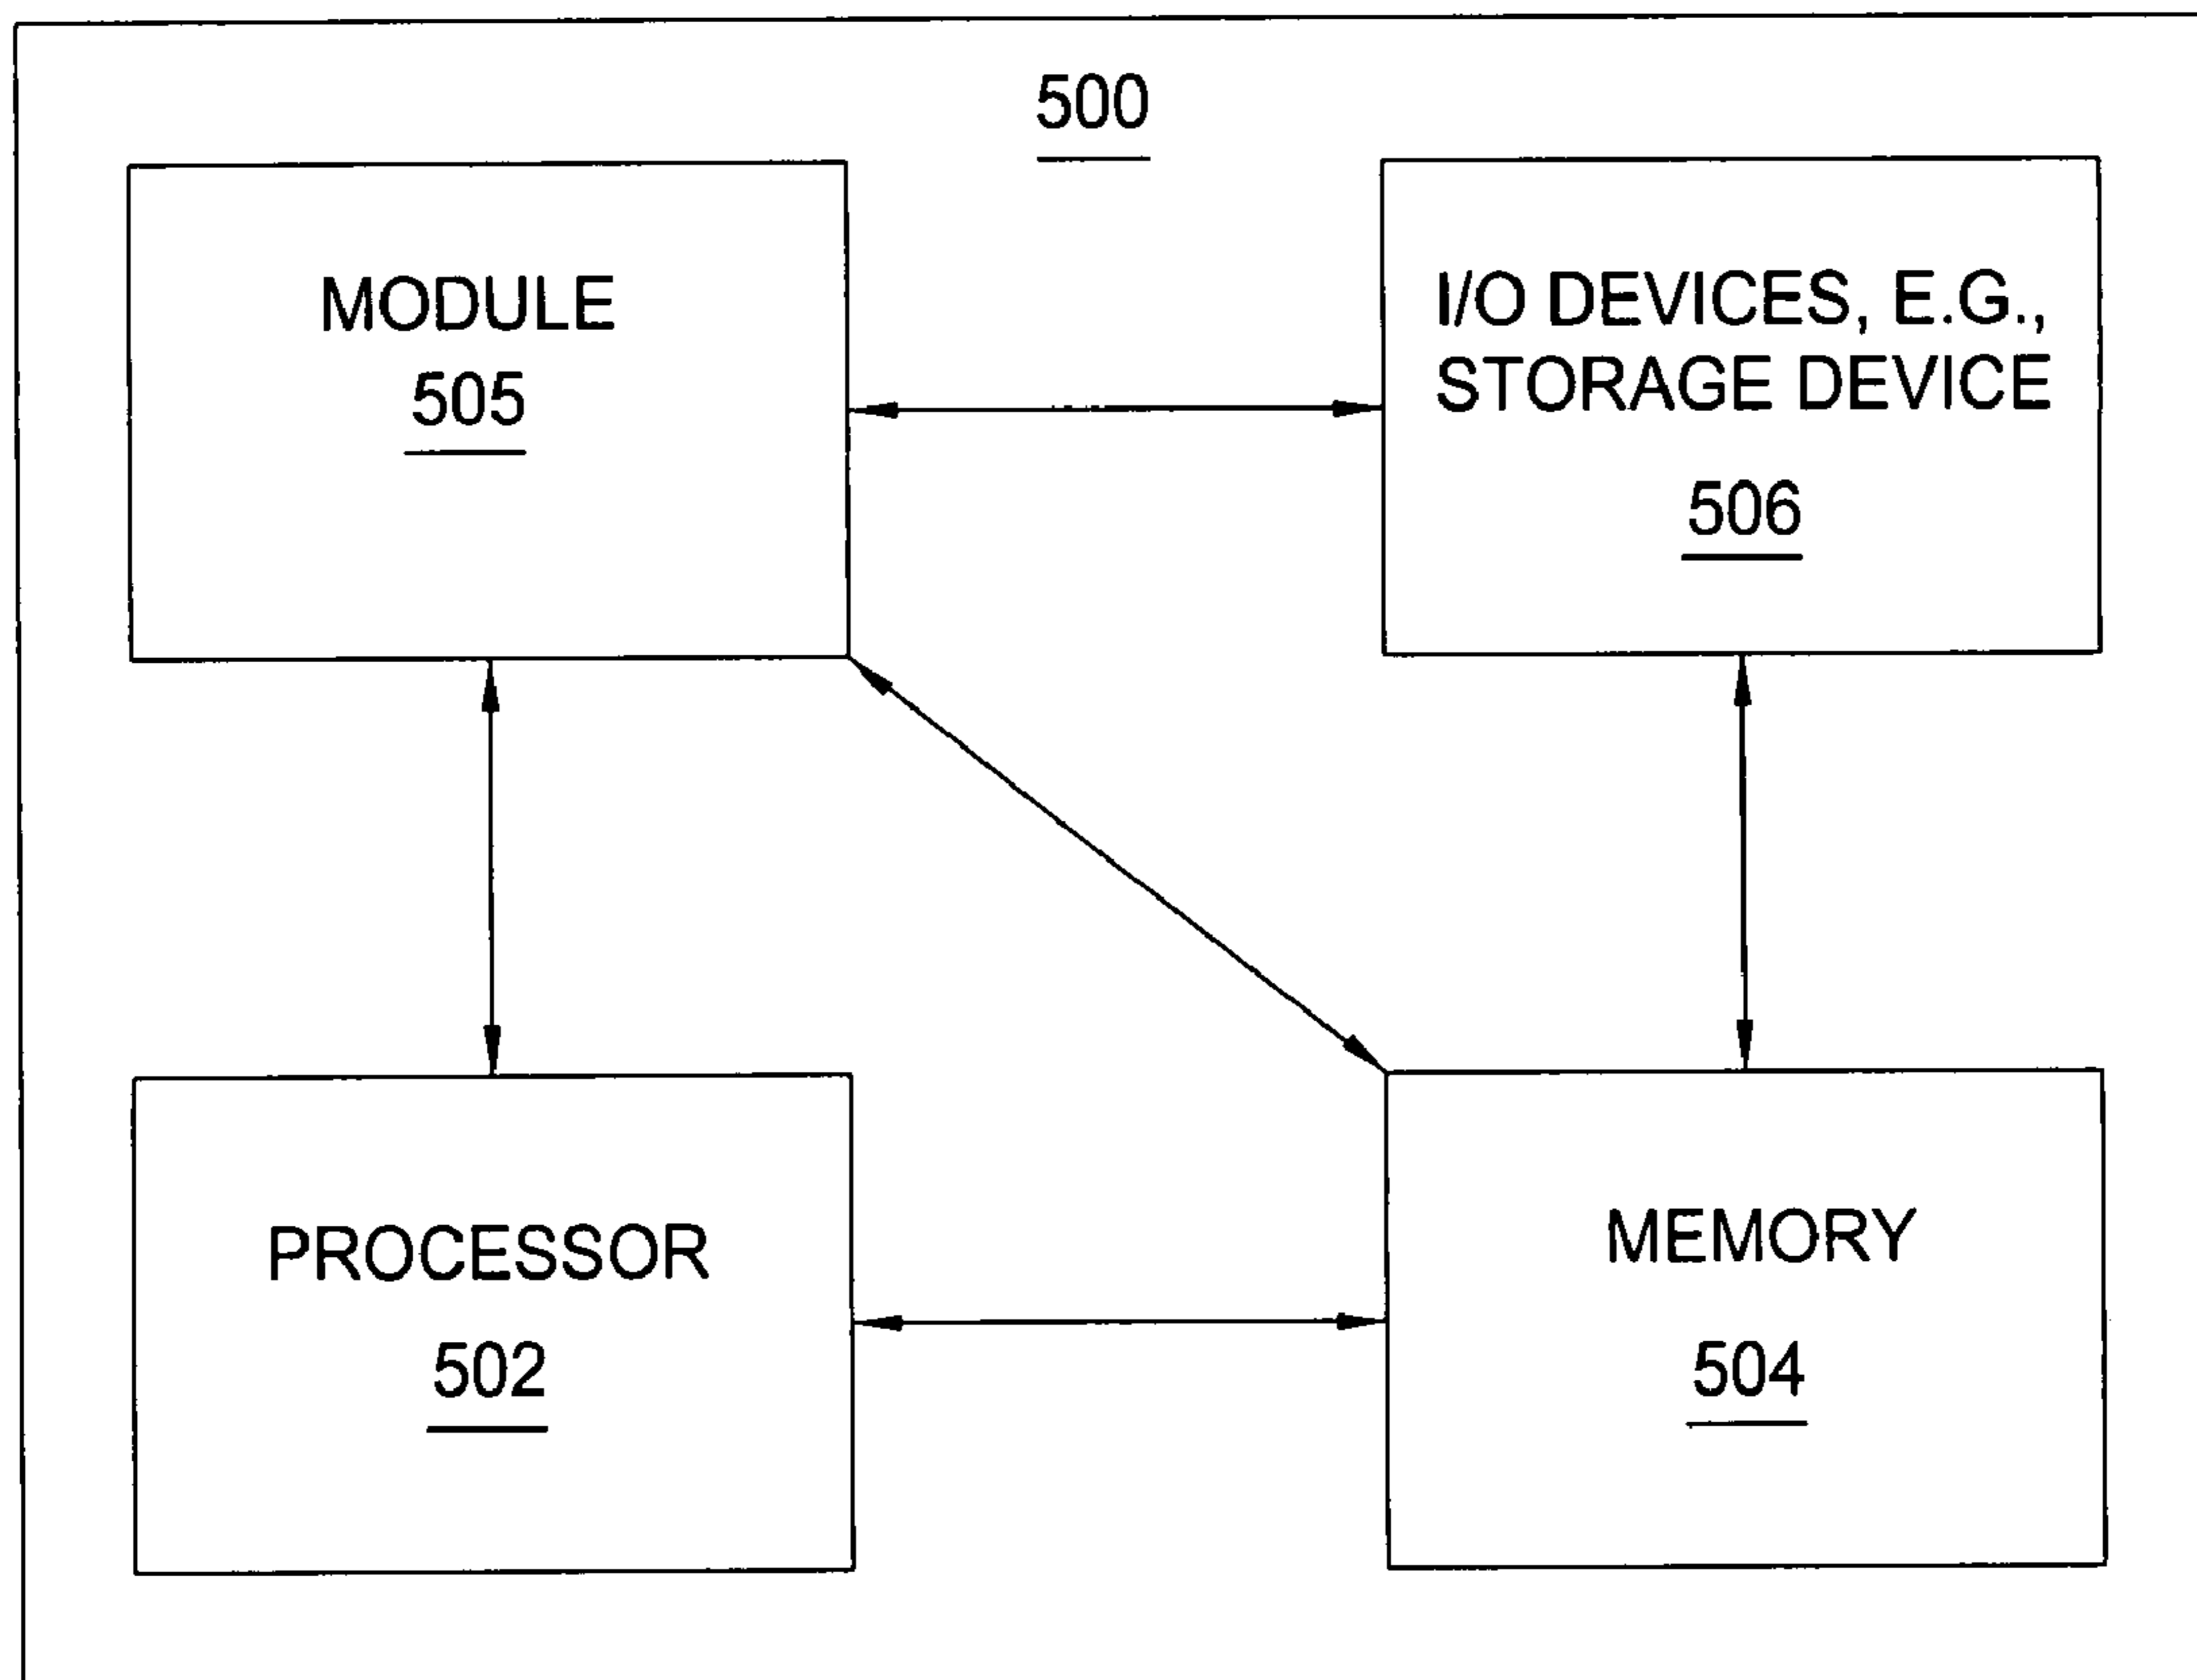 500
MODULE
505
I/O DEVICES, E.G.,
STORAGE DEVICE
506
PROCESSOR
502
MEMORY
504